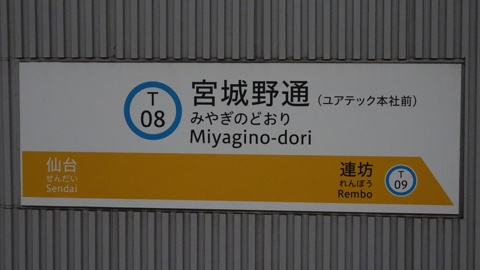 T
08
宮城野通(ユアテック本社前)
みやぎのどおり
Miyagino-dori
仙台
せんだい
Sendai
連坊
れんぼう
Rembo
T
09